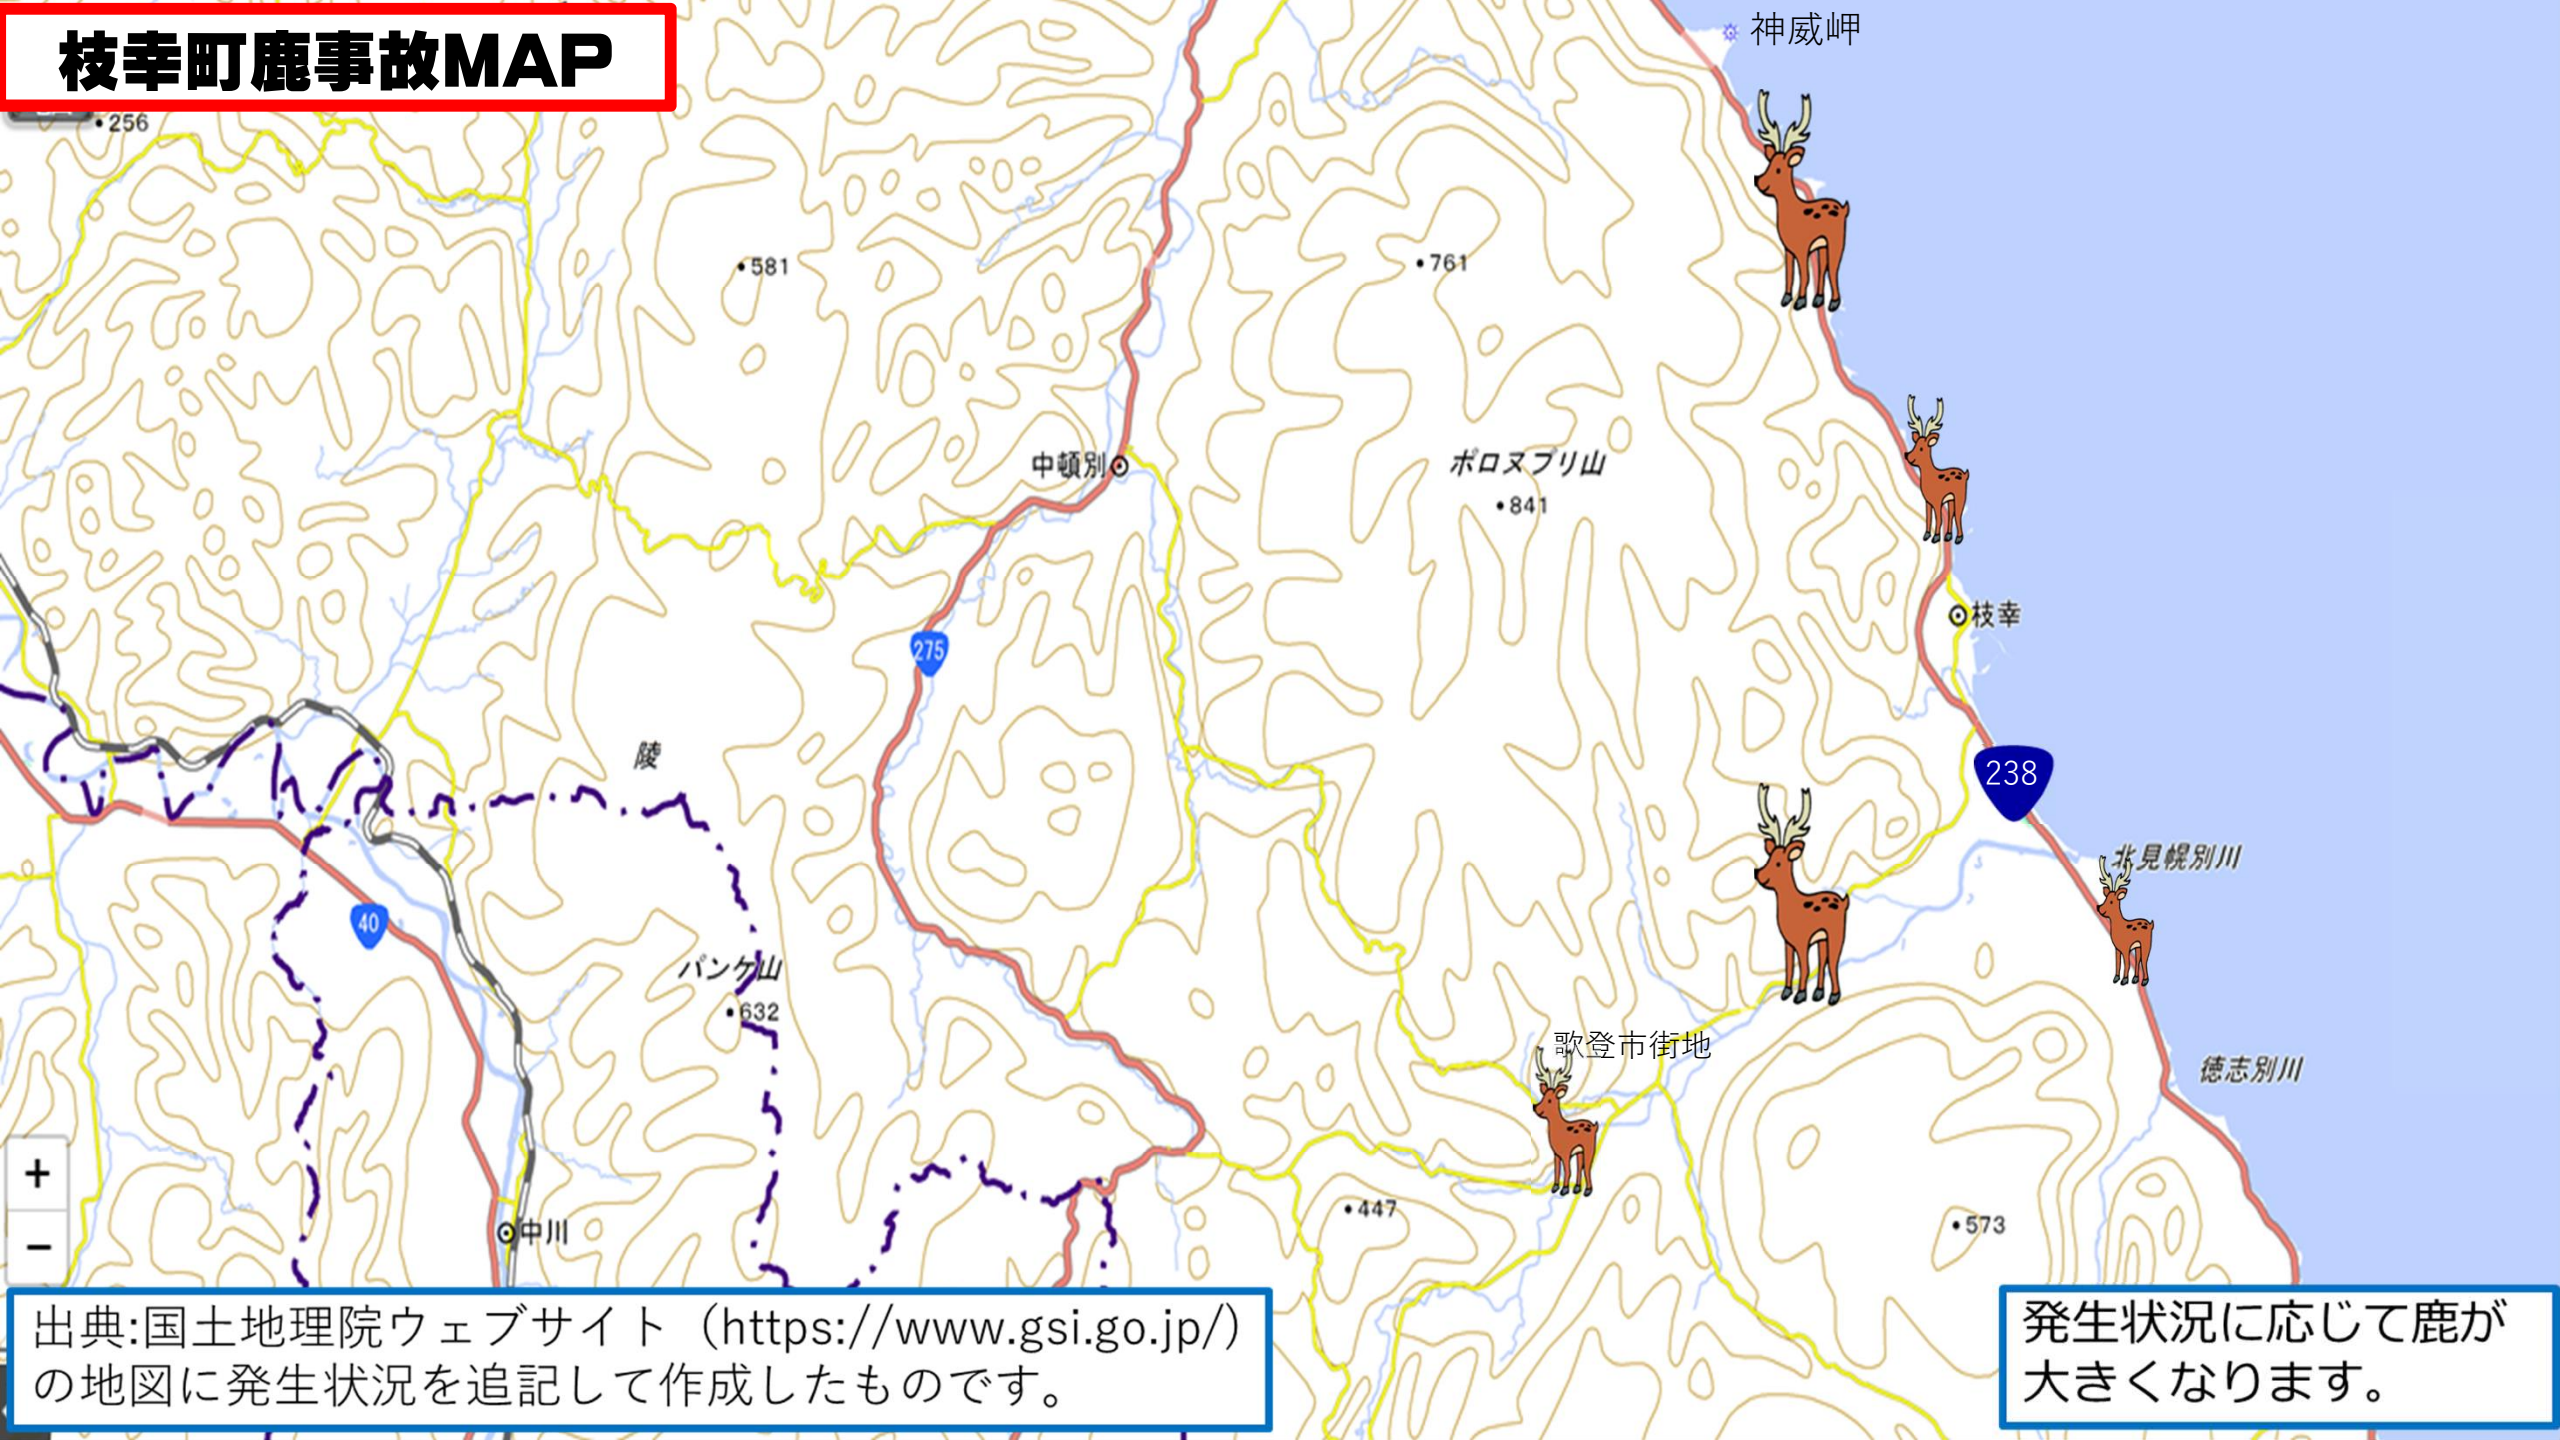 枝幸町鹿事故MAP
神威岬
256
581
761
中頓別
ポロヌプリ山
841
枝幸
275
陵
238
北見幌別川
40
パンケ山
632
歌登市街地
徳志別川
+
447
573
中川
−
出典:国土地理院ウェブサイト（https://www.gsi.go.jp/）
の地図に発生状況を追記して作成したものです。
発生状況に応じて鹿が
大きくなります。